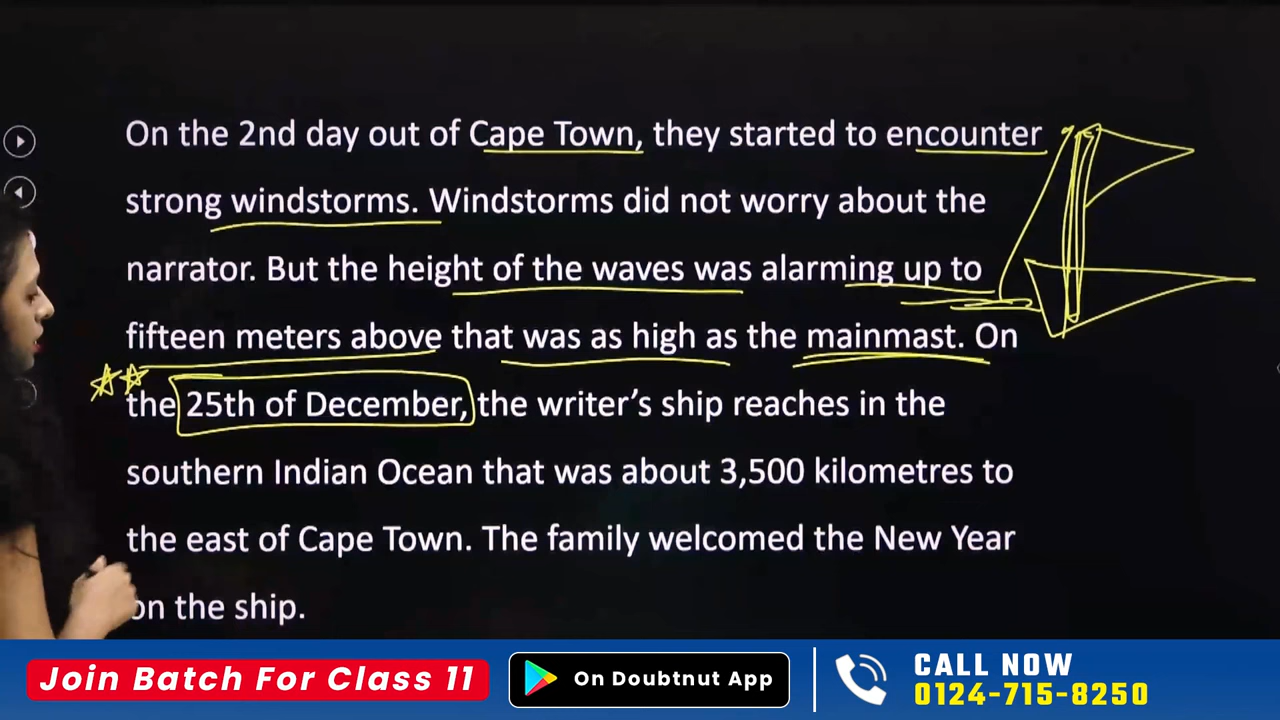 On the 2nd day out of Cape Town, they started to encounter
strong windstorms. Windstorms did not worry about the
narrator. But the height of the waves was alarming up to
fifteen meters above that was as high as the mainmast. On
the 25th of December, the writer's ship reaches in the
southern Indian Ocean that was about 3,500 kilometres to
the east of Cape Town. The family welcomed the New Year
on the ship.
Join Batch For Class 11
On Doubtnut App
CALL NOW
0124-715-8250